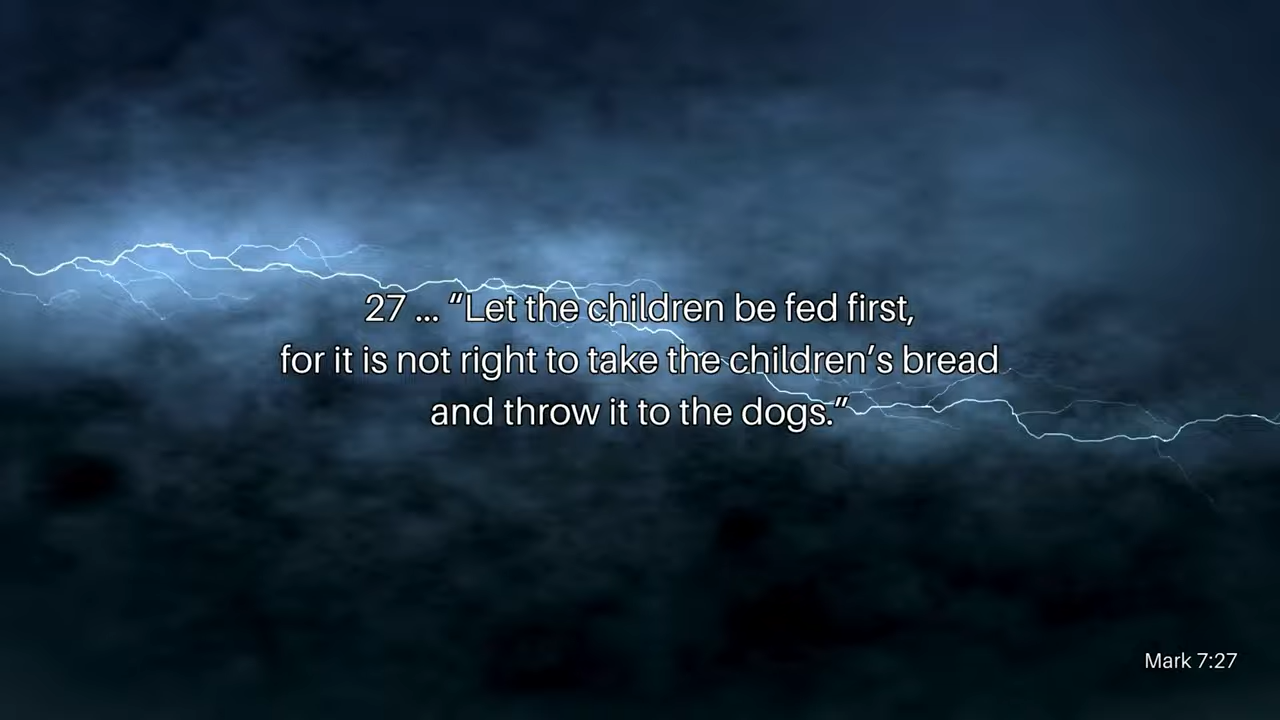 27 ... “Let the children be fed first,
for it is not right to take the children’s bread
and throw it to the dogs.”
Mark 7:27